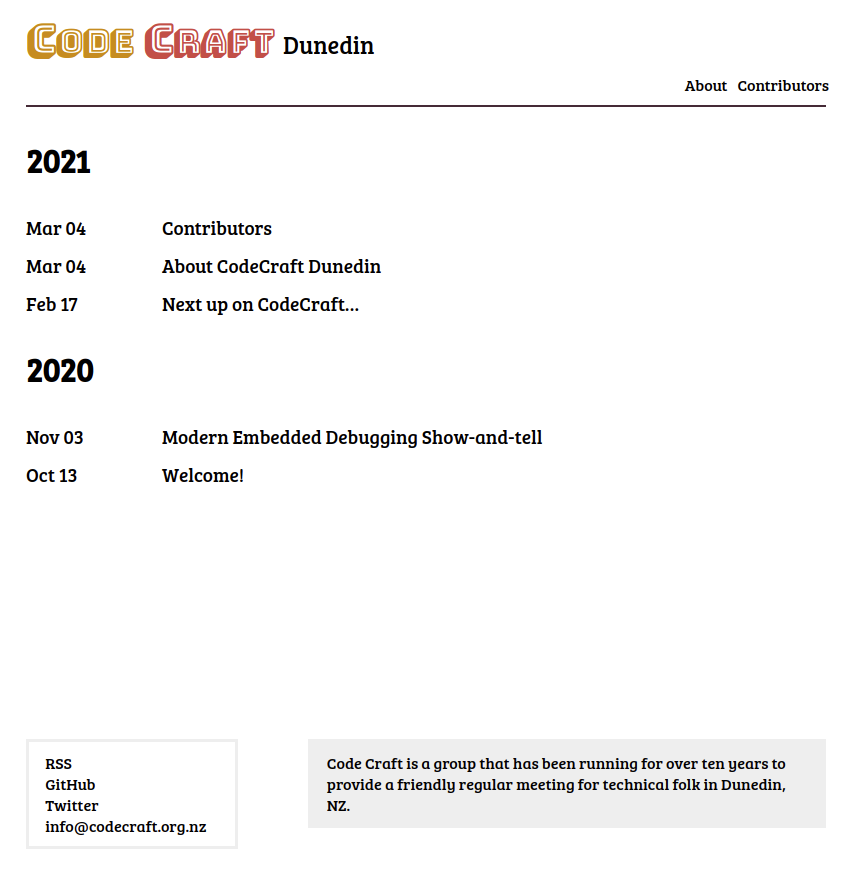 Code Craft Dunedin
About Contributors
2021
Mar 04 Contributors
Mar 04 About CodeCraft Dunedin
Feb 17 Next up on CodeCraft...
2020
Nov 03 Modern Embedded Debugging Show-and-tell
Oct 13 Welcome!
RSS
GitHub
Twitter
info@codecraft.org.nz
Code Craft is a group that has been running for over ten years to
provide a friendly regular meeting for technical folk in Dunedin,
NZ.